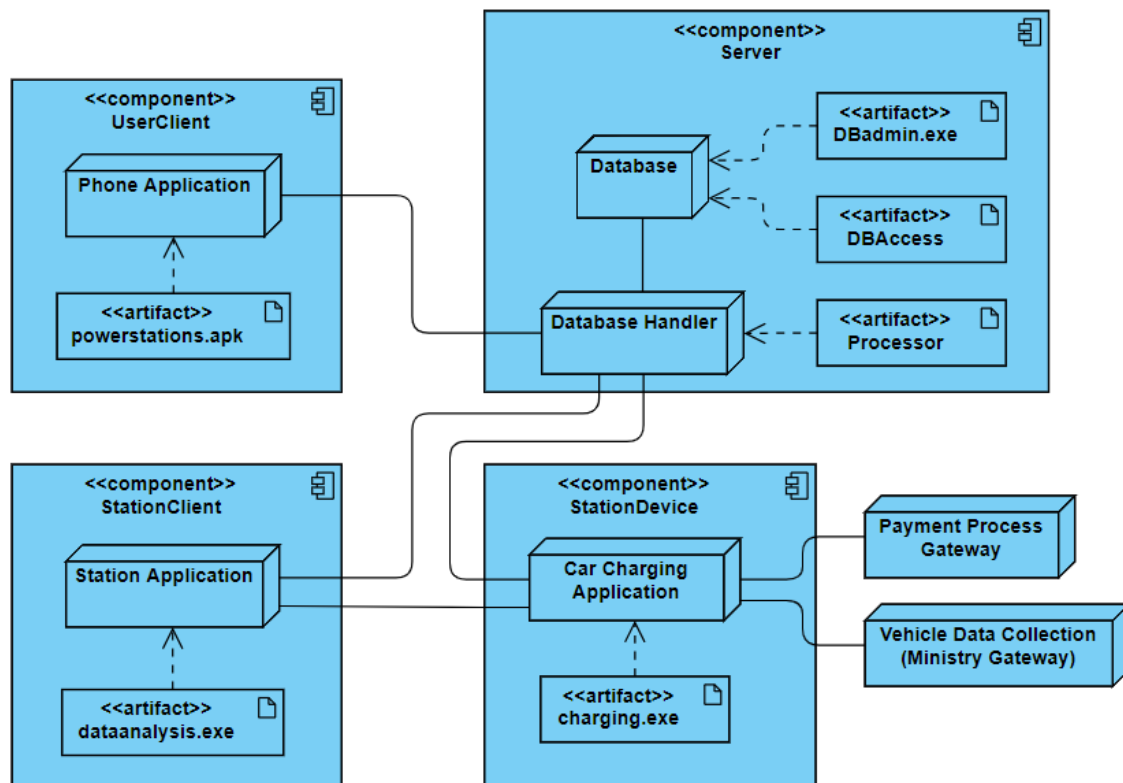 <<component>>
UserClient
Phone Application
<<artifact>>
powerstations.apk
<<component>>
Server
Database
<<artifact>>
DBadmin.exe
<<artifact>>
DBAccess
Database Handler
<<artifact>>
Processor
<<component>>
StationClient
Station Application
<<artifact>>
dataanalysis.exe
<<component>>
StationDevice
Car Charging
Application
<<artifact>>
charging.exe
Payment Process
Gateway
Vehicle Data Collection
(Ministry Gateway)